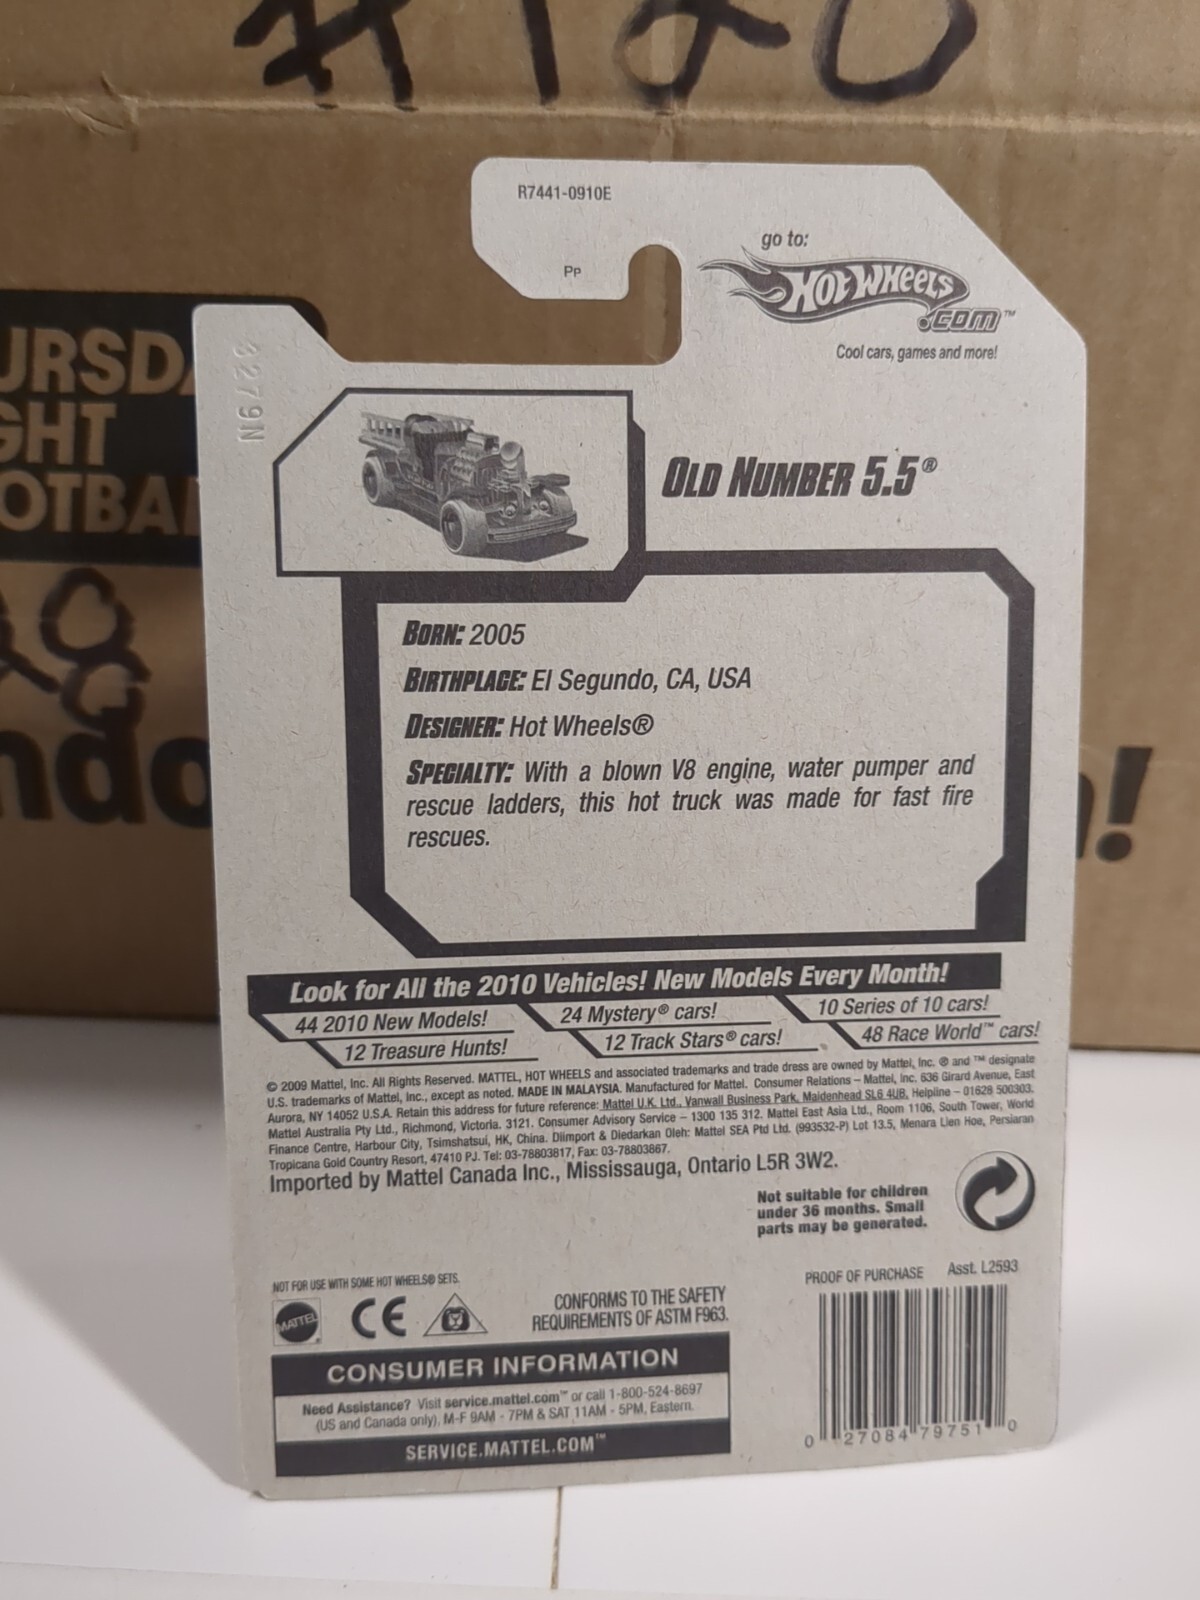 #120
R7441-0910E
Pp
go to:
HOT WHEELS
.COM™
Cool cars, games and more!
3279N
URSDA
GHT
OTBA
OLD NUMBER 5.5®
BORN: 2005
BIRTHPLACE: El Segundo, CA, USA
DESIGNER: Hot Wheels®
SPECIALTY: With a blown V8 engine, water pumper and
rescue ladders, this hot truck was made for fast fire
rescues.
ndo
!
Look for All the 2010 Vehicles! New Models Every Month!
44 2010 New Models!
24 Mystery® cars!
10 Series of 10 cars!
12 Treasure Hunts!
12 Track Stars® cars!
48 Race World™ cars!
© 2009 Mattel, Inc. All Rights Reserved. MATTEL, HOT WHEELS and associated trademarks and trade dress are owned by Mattel, Inc. ® and ™ designate
U.S. trademarks of Mattel, Inc., except as noted. MADE IN MALAYSIA. Manufactured for Mattel. Consumer Relations – Mattel, Inc. 636 Girard Avenue, East
Aurora, NY 14052 U.S.A. Retain this address for future reference: Mattel U.K. Ltd., Vanwall Business Park, Maidenhead SL6 4UB. Helpline – 01628 500303.
Mattel Australia Pty Ltd., Richmond, Victoria. 3121. Consumer Advisory Service – 1300 135 312. Mattel East Asia Ltd., Room 1106, South Tower, World
Finance Centre, Harbour City, Tsimshatsui, HK, China. Diimport & Diedarkan Oleh: Mattel SEA Ptd Ltd. (993532-P) Lot 13.5, Menara Lien Hoe, Persiaran
Tropicana Gold Country Resort, 47410 PJ. Tel: 03-78803817, Fax: 03-78803867.
Imported by Mattel Canada Inc., Mississauga, Ontario L5R 3W2.
Not suitable for children
under 36 months. Small
parts may be generated.
NOT FOR USE WITH SOME HOT WHEELS® SETS.
MATTEL
CE
CONFORMS TO THE SAFETY
REQUIREMENTS OF ASTM F963.
PROOF OF PURCHASE
Asst. L2593
CONSUMER INFORMATION
Need Assistance? Visit service.mattel.com™ or call 1-800-524-8697
(US and Canada only), M-F 9AM - 7PM & SAT 11AM - 5PM, Eastern.
SERVICE.MATTEL.COM™
0 27084 79751 0